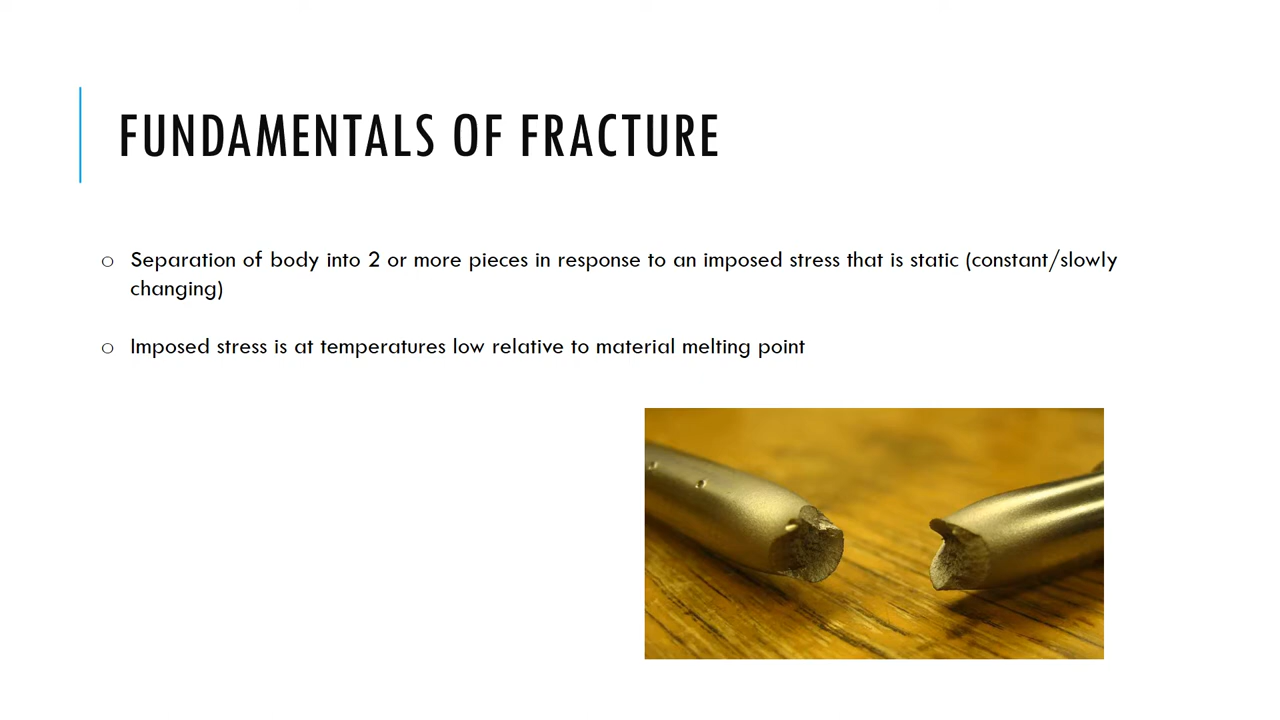 FUNDAMENTALS OF FRACTURE
o Separation of body into 2 or more pieces in response to an imposed stress that is static (constant/slowly
changing)
o Imposed stress is at temperatures low relative to material melting point